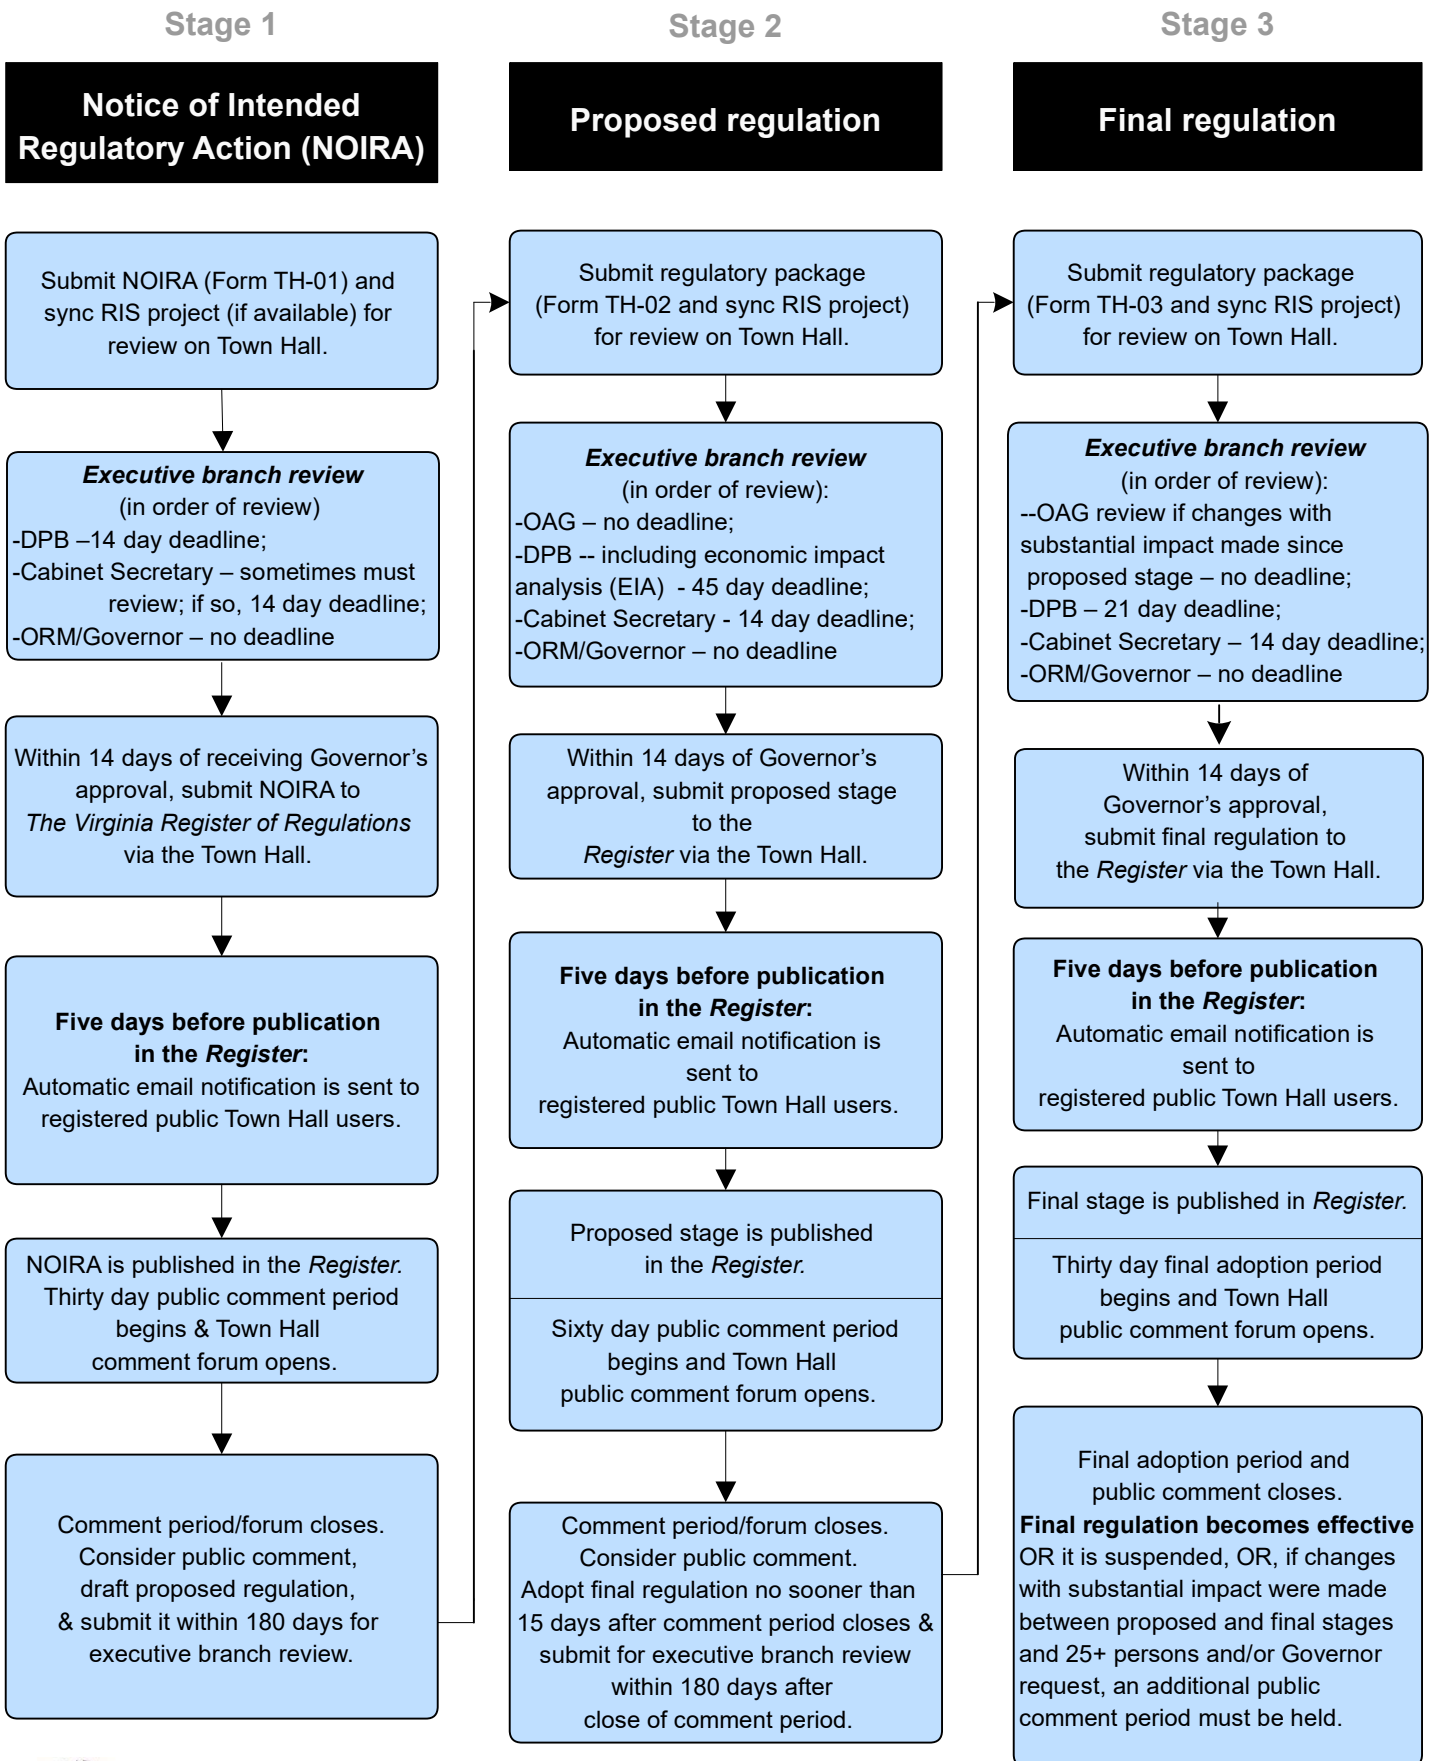 Stage 1
Notice of Intended
Regulatory Action (NOIRA)
Submit NOIRA (Form TH-01) and
sync RIS project (if available) for
review on Town Hall.
Executive branch review
(in order of review)
-DPB –14 day deadline;
-Cabinet Secretary – sometimes must
review; if so, 14 day deadline;
-ORM/Governor – no deadline
Within 14 days of receiving Governor’s
approval, submit NOIRA to
The Virginia Register of Regulations
via the Town Hall.
Five days before publication
in the Register:
Automatic email notification is sent to
registered public Town Hall users.
NOIRA is published in the Register.
Thirty day public comment period
begins & Town Hall
comment forum opens.
Comment period/forum closes.
Consider public comment,
draft proposed regulation,
& submit it within 180 days for
executive branch review.
Stage 2
Proposed regulation
Submit regulatory package
(Form TH-02 and sync RIS project)
for review on Town Hall.
Executive branch review
(in order of review):
-OAG – no deadline;
-DPB -- including economic impact
analysis (EIA)  - 45 day deadline;
-Cabinet Secretary - 14 day deadline;
-ORM/Governor – no deadline
Within 14 days of Governor’s
approval, submit proposed stage
to the
Register via the Town Hall.
Five days before publication
in the Register:
Automatic email notification is
sent to
registered public Town Hall users.
Proposed stage is published
in the Register.
Sixty day public comment period
begins and Town Hall
public comment forum opens.
Comment period/forum closes.
Consider public comment.
Adopt final regulation no sooner than
15 days after comment period closes &
submit for executive branch review
within 180 days after
close of comment period.
Stage 3
Final regulation
Submit regulatory package
(Form TH-03 and sync RIS project)
for review on Town Hall.
Executive branch review
(in order of review):
--OAG review if changes with
substantial impact made since
proposed stage – no deadline;
-DPB – 21 day deadline;
-Cabinet Secretary – 14 day deadline;
-ORM/Governor – no deadline
Within 14 days of
Governor’s approval,
submit final regulation to
the Register via the Town Hall.
Five days before publication
in the Register:
Automatic email notification is
sent to
registered public Town Hall users.
Final stage is published in Register.
Thirty day final adoption period
begins and Town Hall
public comment forum opens.
Final adoption period and
public comment closes.
Final regulation becomes effective
OR it is suspended, OR, if changes
with substantial impact were made
between proposed and final stages
and 25+ persons and/or Governor
request, an additional public
comment period must be held.